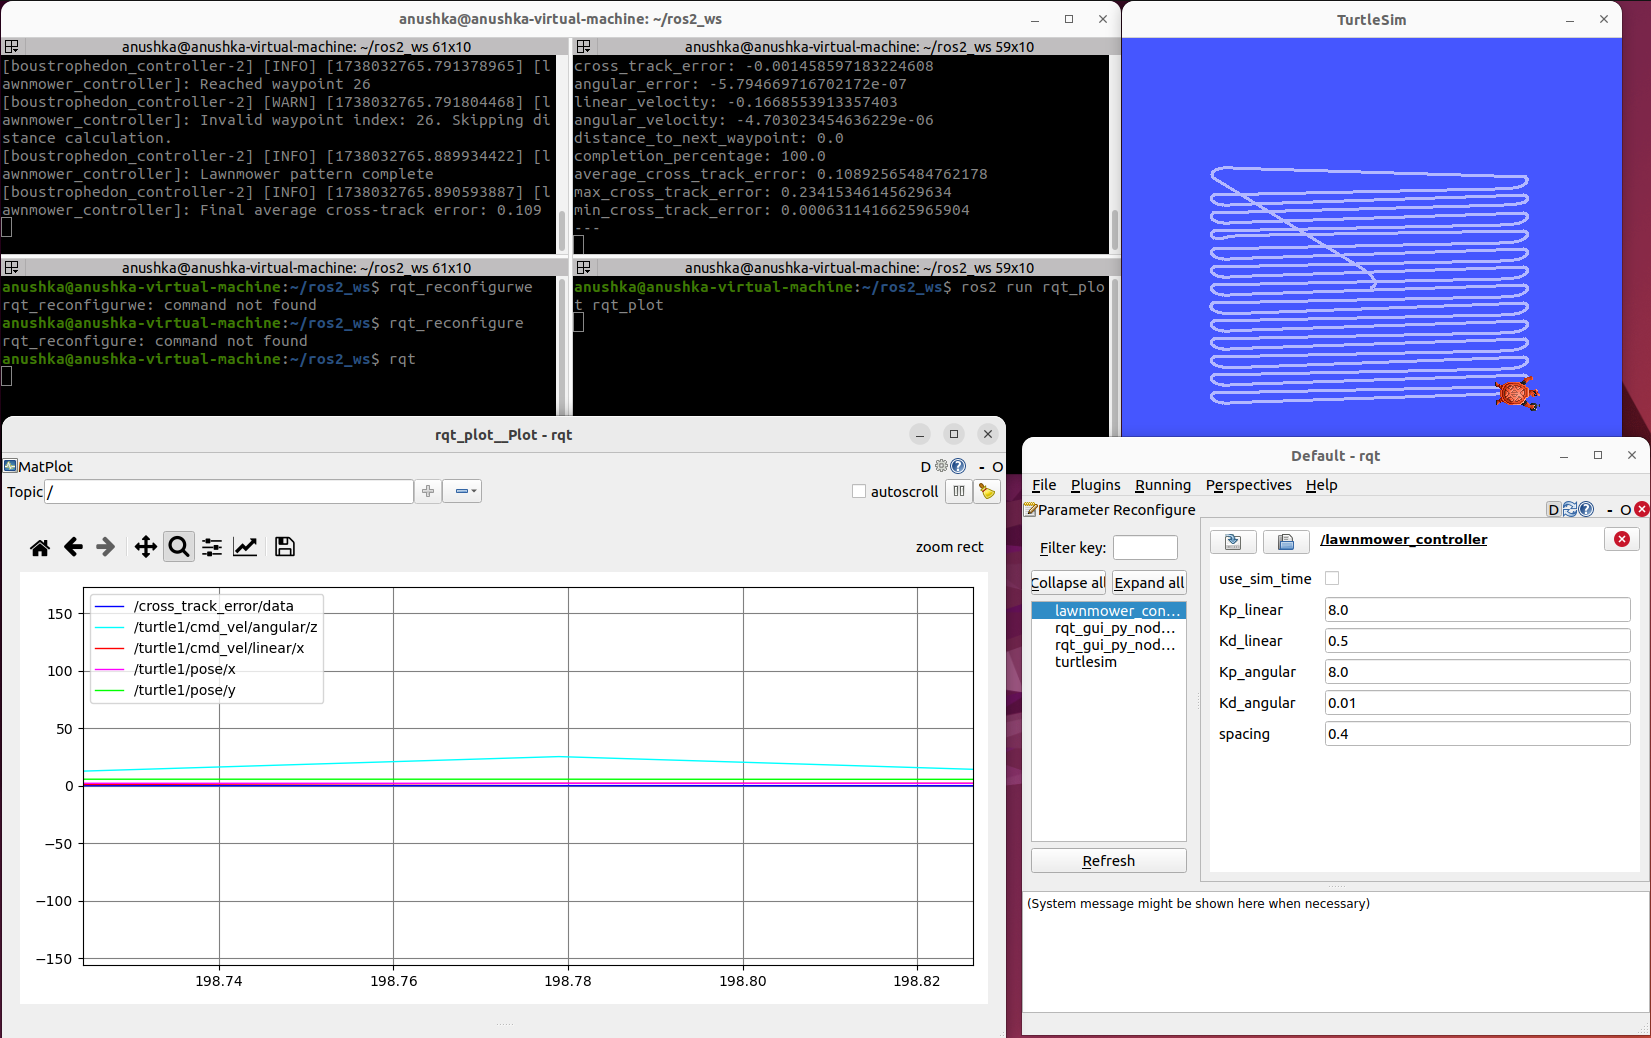 anushka@anushka-virtual-machine: ~/ros2_ws
anushka@anushka-virtual-machine: ~/ros2_ws 61x10
[boustrophedon_controller-2] [INFO] [1738032765.791378965] [l
awnmower_controller]: Reached waypoint 26
[boustrophedon_controller-2] [WARN] [1738032765.791804468] [l
awnmower_controller]: Invalid waypoint index: 26. Skipping di
stance calculation.
[boustrophedon_controller-2] [INFO] [1738032765.889934422] [l
awnmower_controller]: Lawnmower pattern complete
[boustrophedon_controller-2] [INFO] [1738032765.890593887] [l
awnmower_controller]: Final average cross-track error: 0.109
anushka@anushka-virtual-machine: ~/ros2_ws 59x10
cross_track_error: -0.001458597183224608
angular_error: -5.794669716702172e-07
linear_velocity: -0.1668553913357403
angular_velocity: -4.703023454636229e-06
distance_to_next_waypoint: 0.0
completion_percentage: 100.0
average_cross_track_error: 0.10892565484762178
max_cross_track_error: 0.23415346145629634
min_cross_track_error: 0.0006311416625965904
---
anushka@anushka-virtual-machine: ~/ros2_ws 61x10
anushka@anushka-virtual-machine:~/ros2_ws$ rqt_reconfigurwe
rqt_reconfigurwe: command not found
anushka@anushka-virtual-machine:~/ros2_ws$ rqt_reconfigure
rqt_reconfigure: command not found
anushka@anushka-virtual-machine:~/ros2_ws$ rqt
anushka@anushka-virtual-machine: ~/ros2_ws 59x10
anushka@anushka-virtual-machine:~/ros2_ws$ ros2 run rqt_plo
t rqt_plot
TurtleSim
rqt_plot__Plot - rqt
MatPlot
D - O
Topic /
autoscroll
zoom rect
/cross_track_error/data
/turtle1/cmd_vel/angular/z
/turtle1/cmd_vel/linear/x
/turtle1/pose/x
/turtle1/pose/y
150
100
50
0
−50
−100
−150
198.74 198.76 198.78 198.80 198.82
Default - rqt
File Plugins Running Perspectives Help
Parameter Reconfigure
D - O
Filter key:
Collapse all Expand all
lawnmower_con...
rqt_gui_py_nod...
rqt_gui_py_nod...
turtlesim
Refresh
/lawnmower_controller
use_sim_time
Kp_linear 8.0
Kd_linear 0.5
Kp_angular 8.0
Kd_angular 0.01
spacing 0.4
(System message might be shown here when necessary)